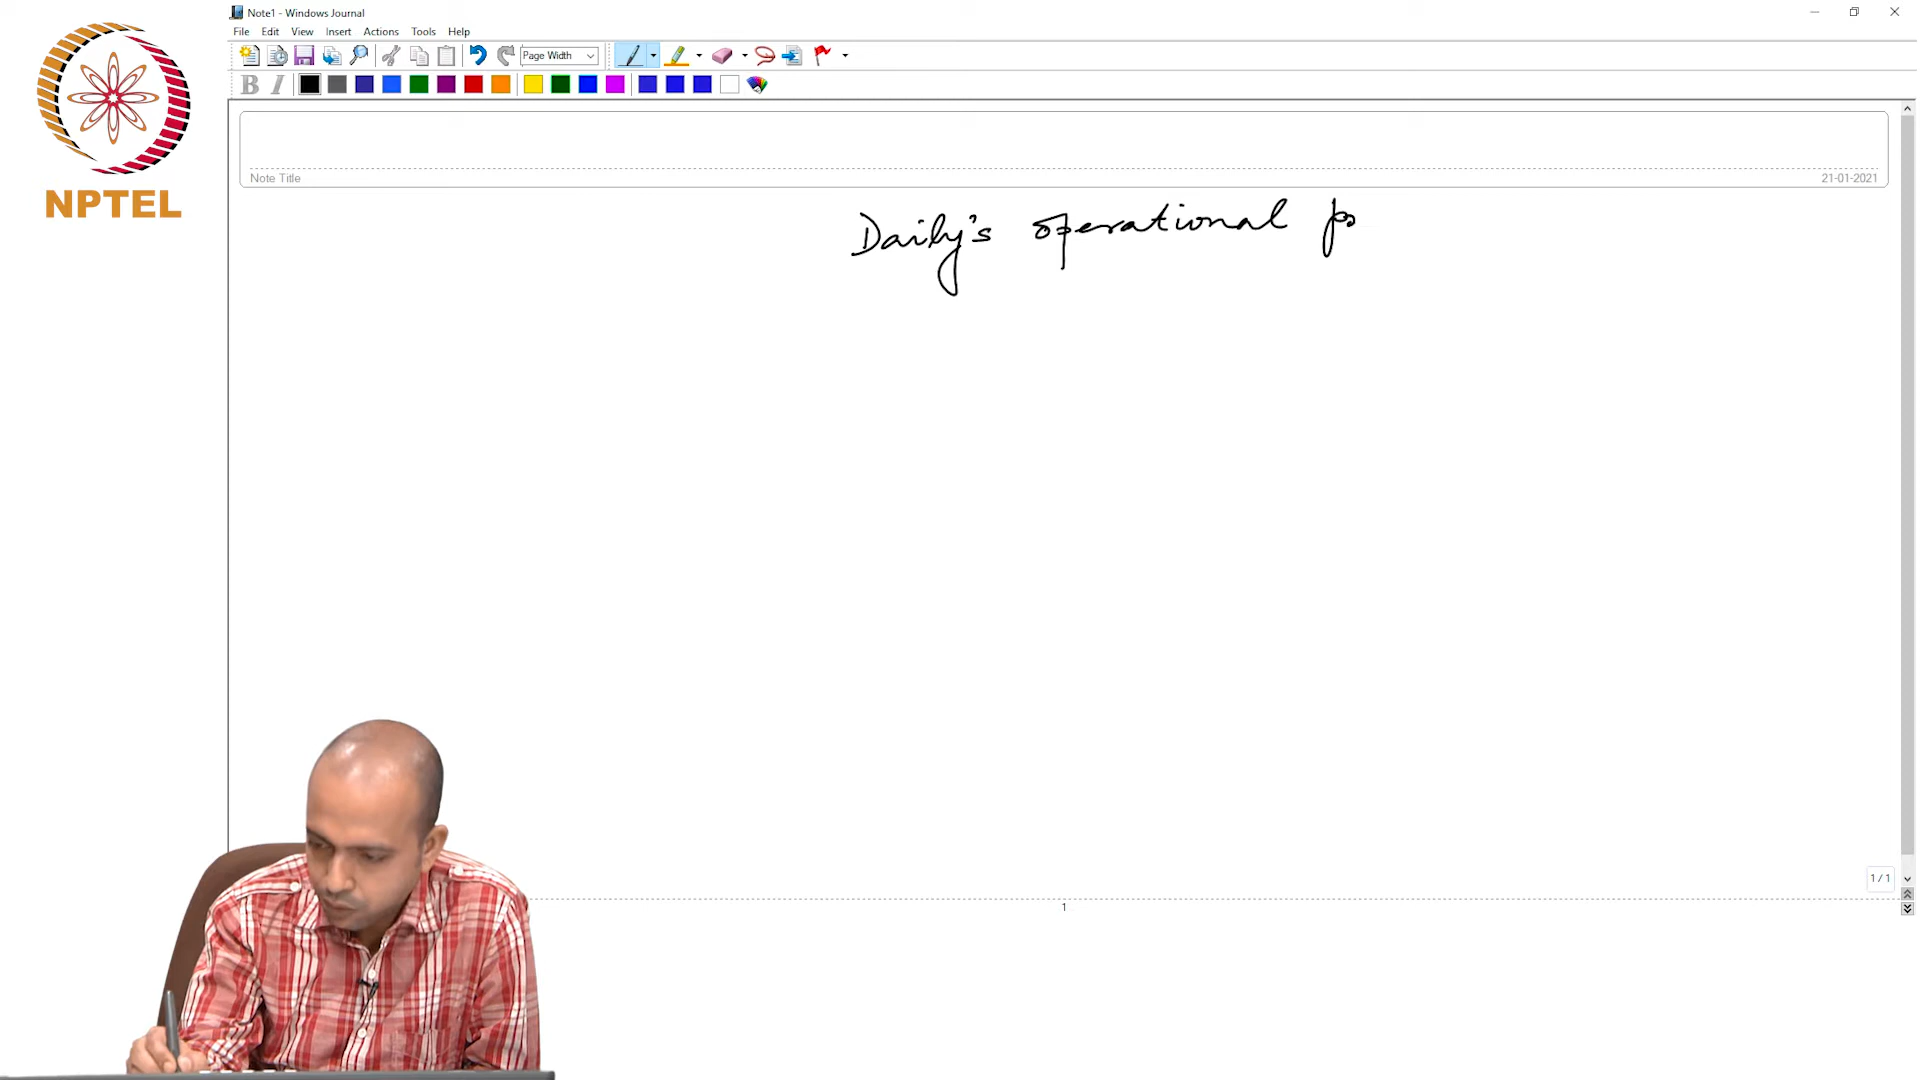 Note1 - Windows Journal
File Edit View Insert Actions Tools Help
Page Width
B I
NPTEL
Note Title
21-01-2021
Daily's operational po
1 / 1
1